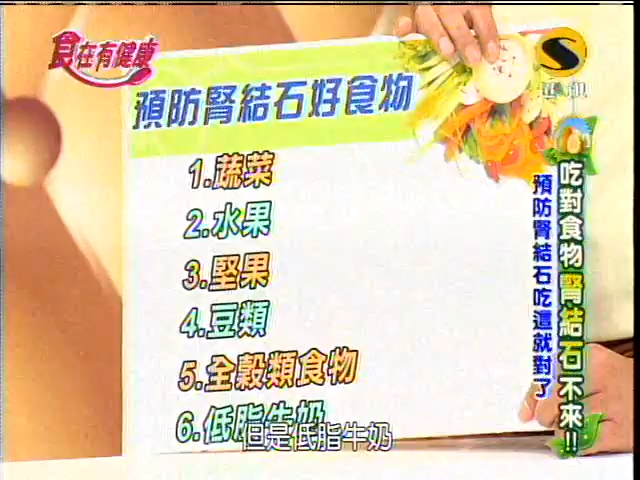 食在有健康
預防腎結石好食物
1.蔬菜
2.水果
3.堅果
4.豆類
5.全穀類食物
6.低脂牛奶
但是低脂牛奶
吃對食物腎結石不來!!
預防腎結石吃這就對了